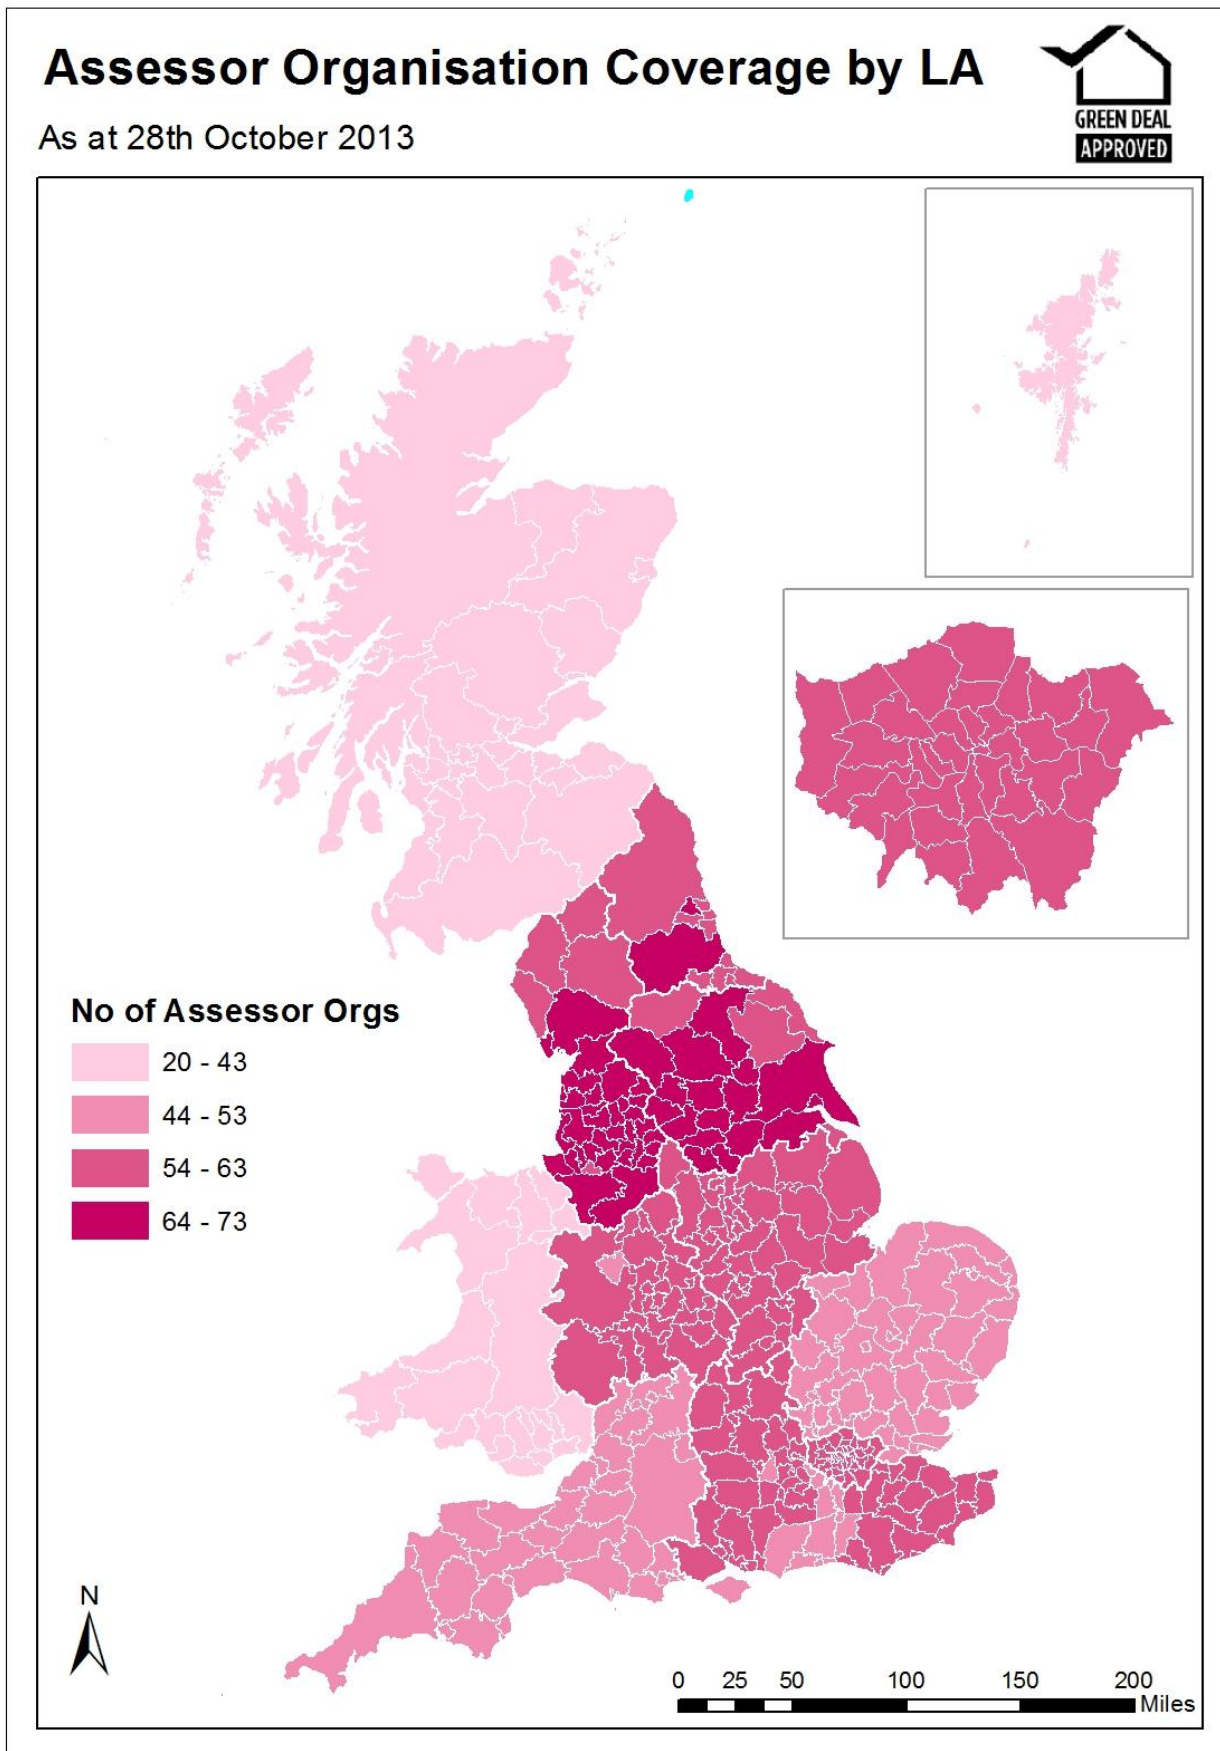 Assessor Organisation Coverage by LA
As at 28th October 2013
GREEN DEAL
APPROVED
No of Assessor Orgs
20 - 43
44 - 53
54 - 63
64 - 73
N
0 25 50 100 150 200
Miles